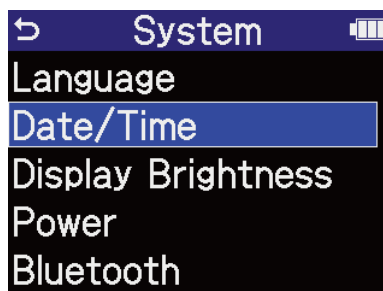 System
Language
Date/Time
Display Brightness
Power
Bluetooth